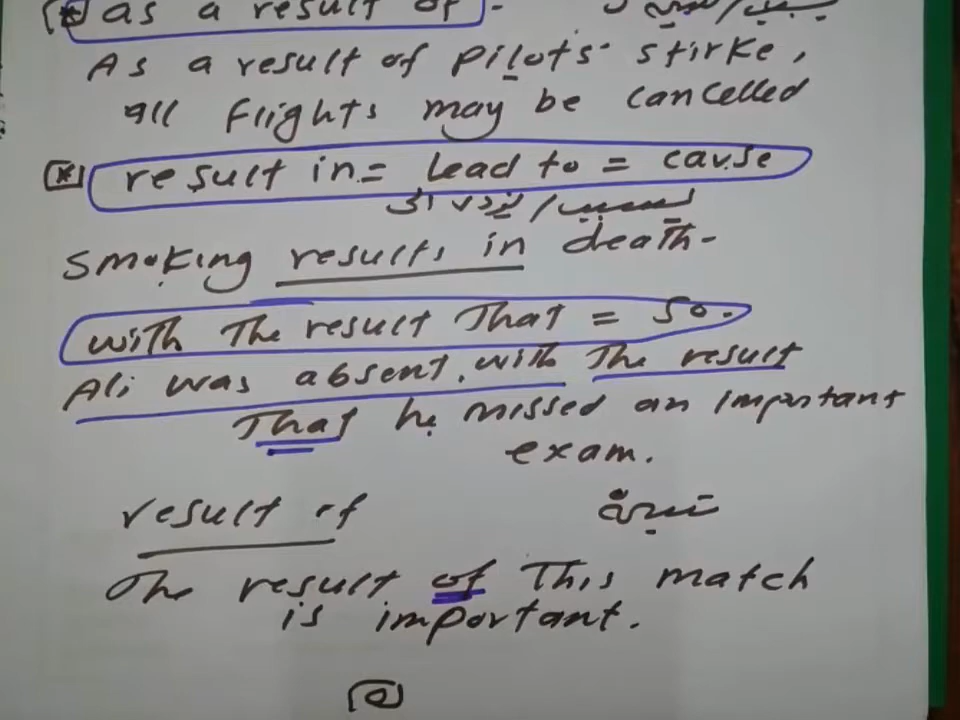 [*] as a result of.
As a result of pilots' stirke,
all flights may be cancelled
[*] result in = lead to = cause
يسبب / يؤدى الى
smoking results in death.
with the result that = so.
Ali was absent, with the result
that he missed an important
exam.
result of نتيجة
The result of this match
is important.